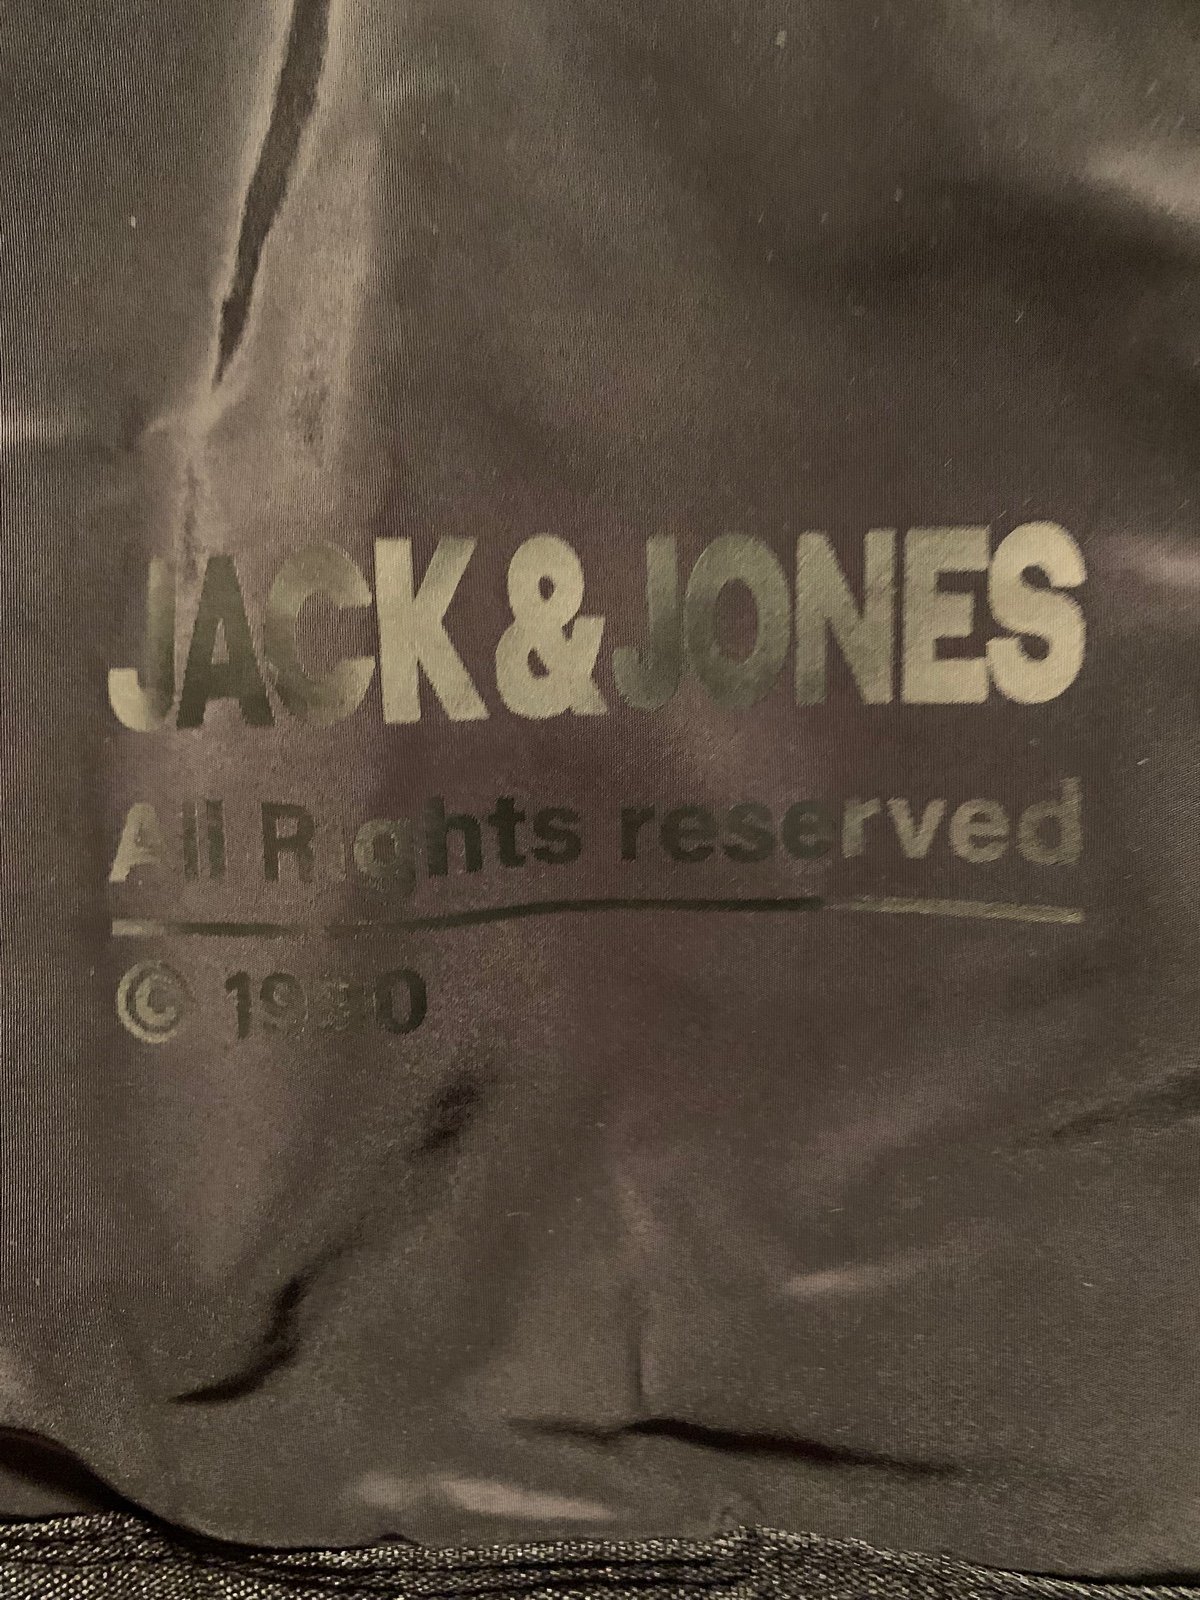 JACK&JONES
All Rights reserved
© 1990